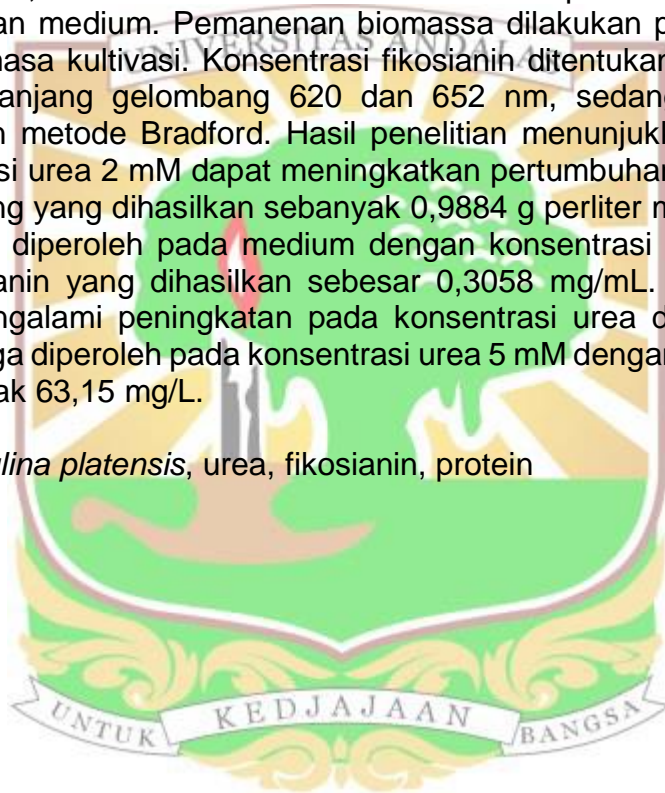 an medium. Pemanenan biomassa dilakukan p
UNIVERSITAS ANDALAS
nasa kultivasi. Konsentrasi fikosianin ditentukan
anjang gelombang 620 dan 652 nm, sedang
n metode Bradford. Hasil penelitian menunjukk
si urea 2 mM dapat meningkatkan pertumbuhan
ng yang dihasilkan sebanyak 0,9884 g perliter m
diperoleh pada medium dengan konsentrasi
anin yang dihasilkan sebesar 0,3058 mg/mL.
ngalami peningkatan pada konsentrasi urea d
ga diperoleh pada konsentrasi urea 5 mM dengan
ak 63,15 mg/L.
lina platensis, urea, fikosianin, protein
UNTUK KEDJAJAAN BANGSA